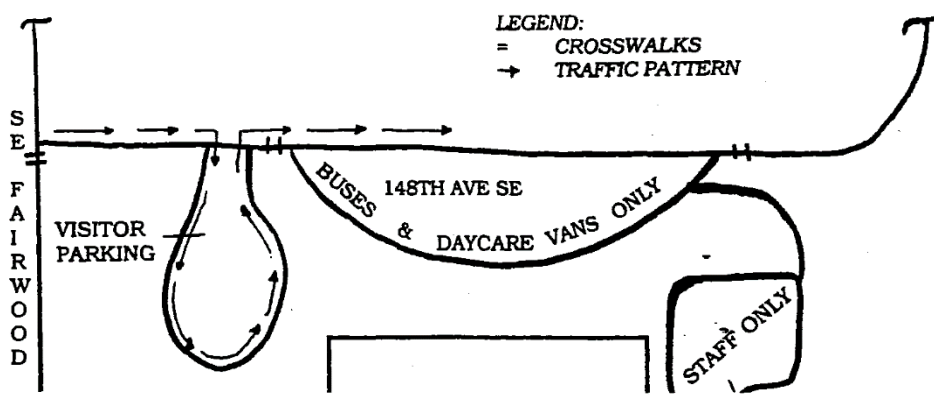 LEGEND:
= CROSSWALKS
→ TRAFFIC PATTERN
SE FAIRWOOD
148TH AVE SE
BUSES & DAYCARE VANS ONLY
VISITOR
PARKING
STAFF ONLY